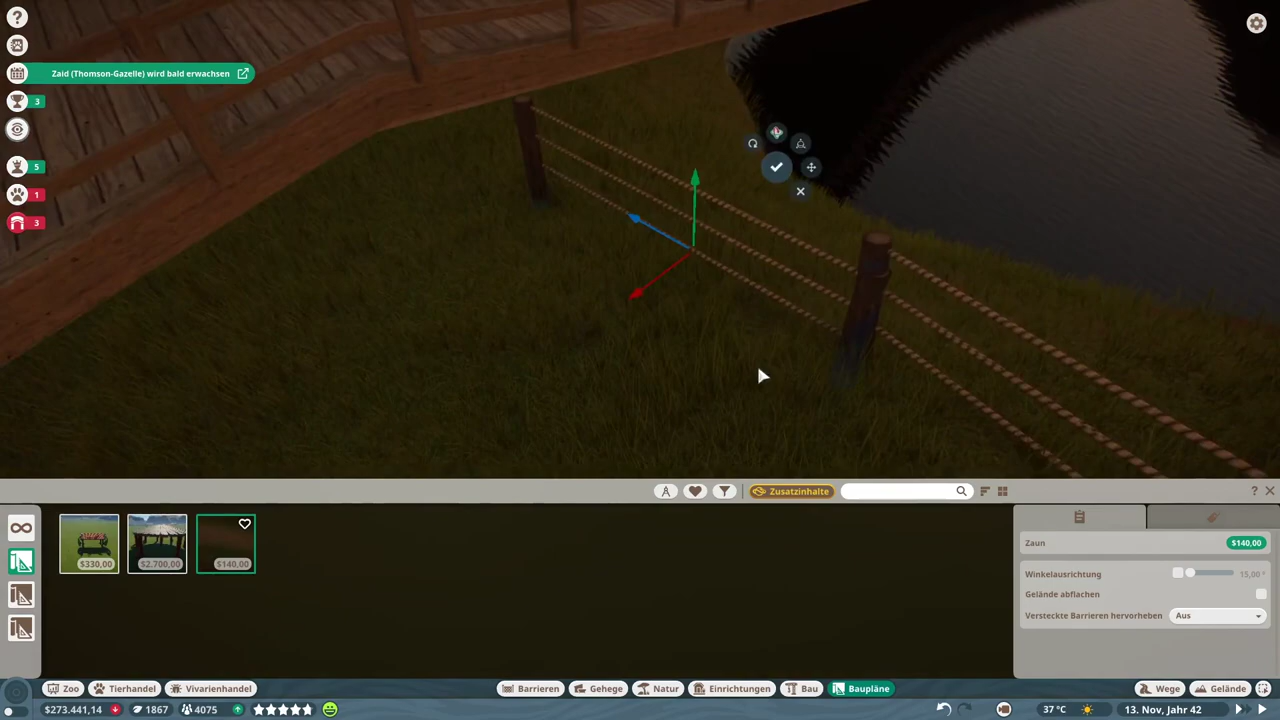 ?
Zaid (Thomson-Gazelle) wird bald erwachsen
3
5
1
3
Zusatzinhalte
? ×
$330,00
$2.700,00
$140,00
Zaun
$140,00
Winkelausrichtung
15,00 °
Gelände abflachen
Versteckte Barrieren hervorheben
Aus
Zoo
Tierhandel
Vivarienhandel
Barrieren
Gehege
Natur
Einrichtungen
Bau
Baupläne
Wege
Gelände
$273.441,14
1867
4075
37 °C
13. Nov, Jahr 42